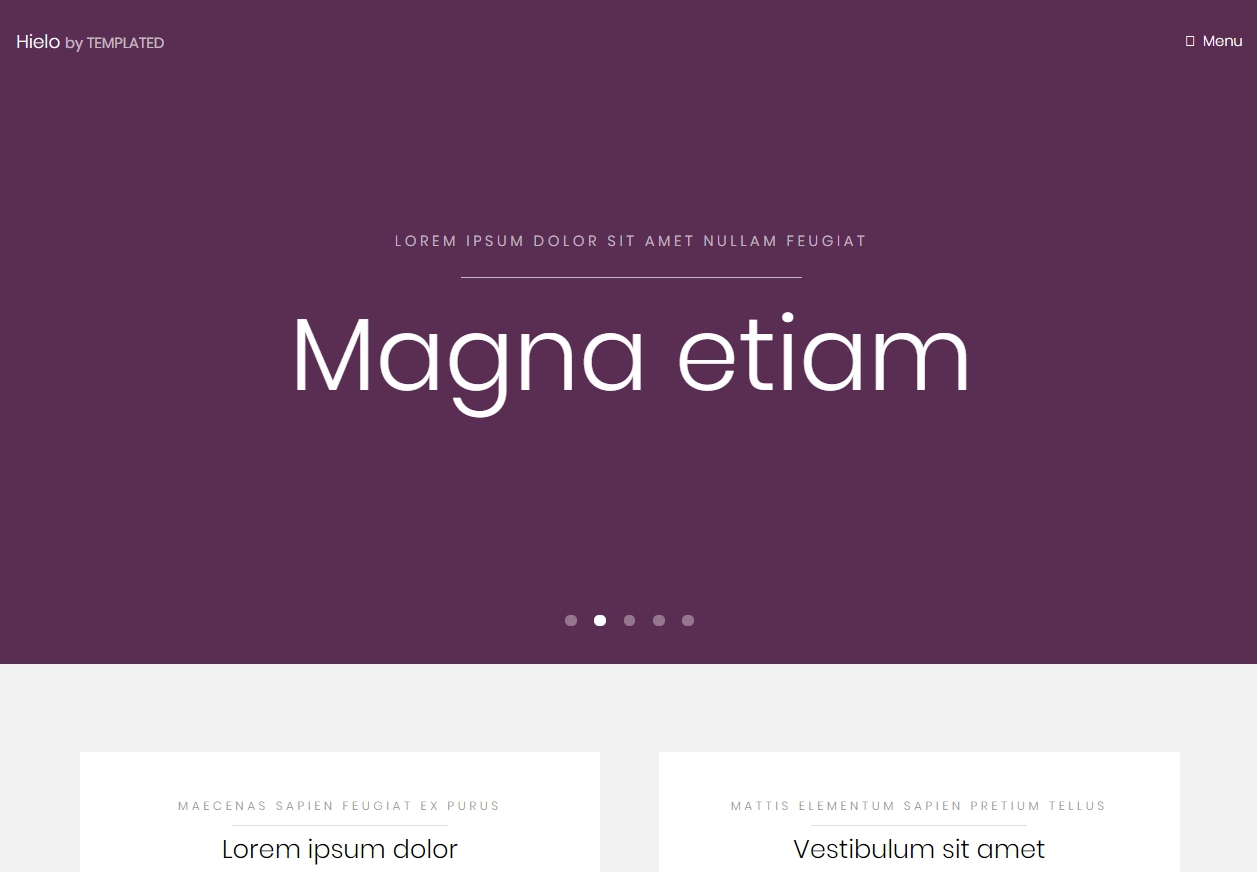 Hielo by TEMPLATED
Menu
LOREM IPSUM DOLOR SIT AMET NULLAM FEUGIAT
Magna etiam
MAECENAS SAPIEN FEUGIAT EX PURUS
Lorem ipsum dolor
MATTIS ELEMENTUM SAPIEN PRETIUM TELLUS
Vestibulum sit amet